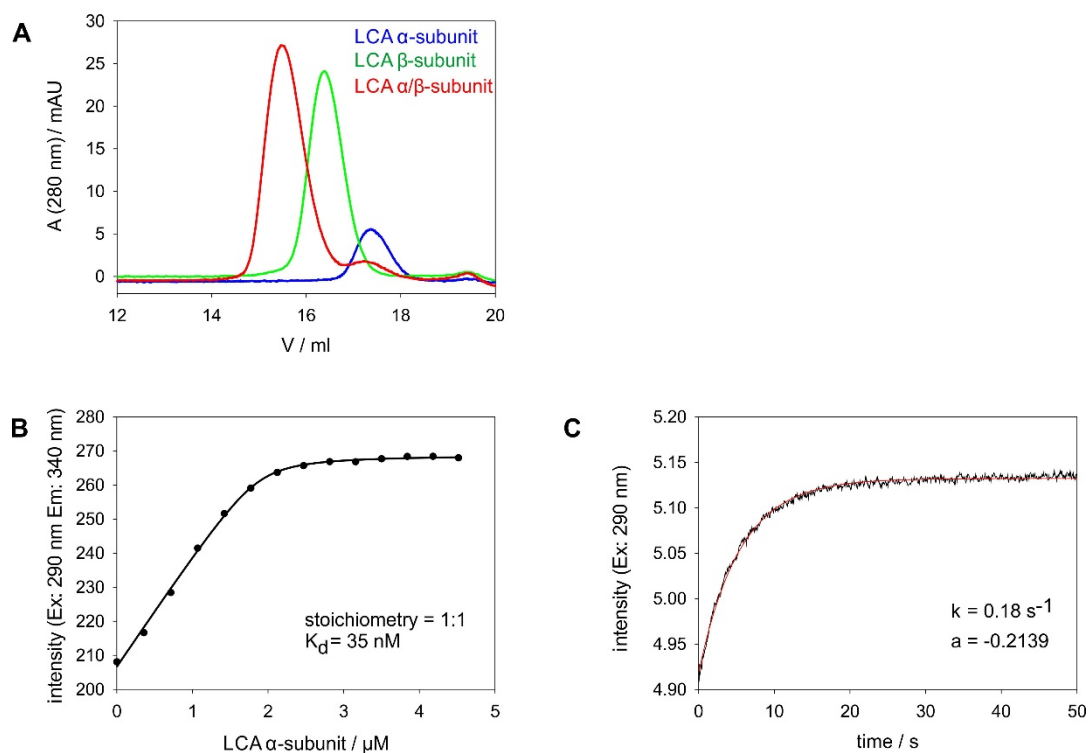 A
A (280 nm) / mAU
30
25
20
15
10
5
0
LCA α-subunit
LCA β-subunit
LCA α/β-subunit
12 14 16 18 20
V / ml
B
intensity (Ex: 290 nm Em: 340 nm)
280
270
260
250
240
230
220
210
200
stoichiometry = 1:1
Kd = 35 nM
0 1 2 3 4 5
LCA α-subunit / µM
C
intensity (Ex: 290 nm)
5.20
5.15
5.10
5.05
5.00
4.95
4.90
k = 0.18 s-1
a = -0.2139
0 10 20 30 40 50
time / s